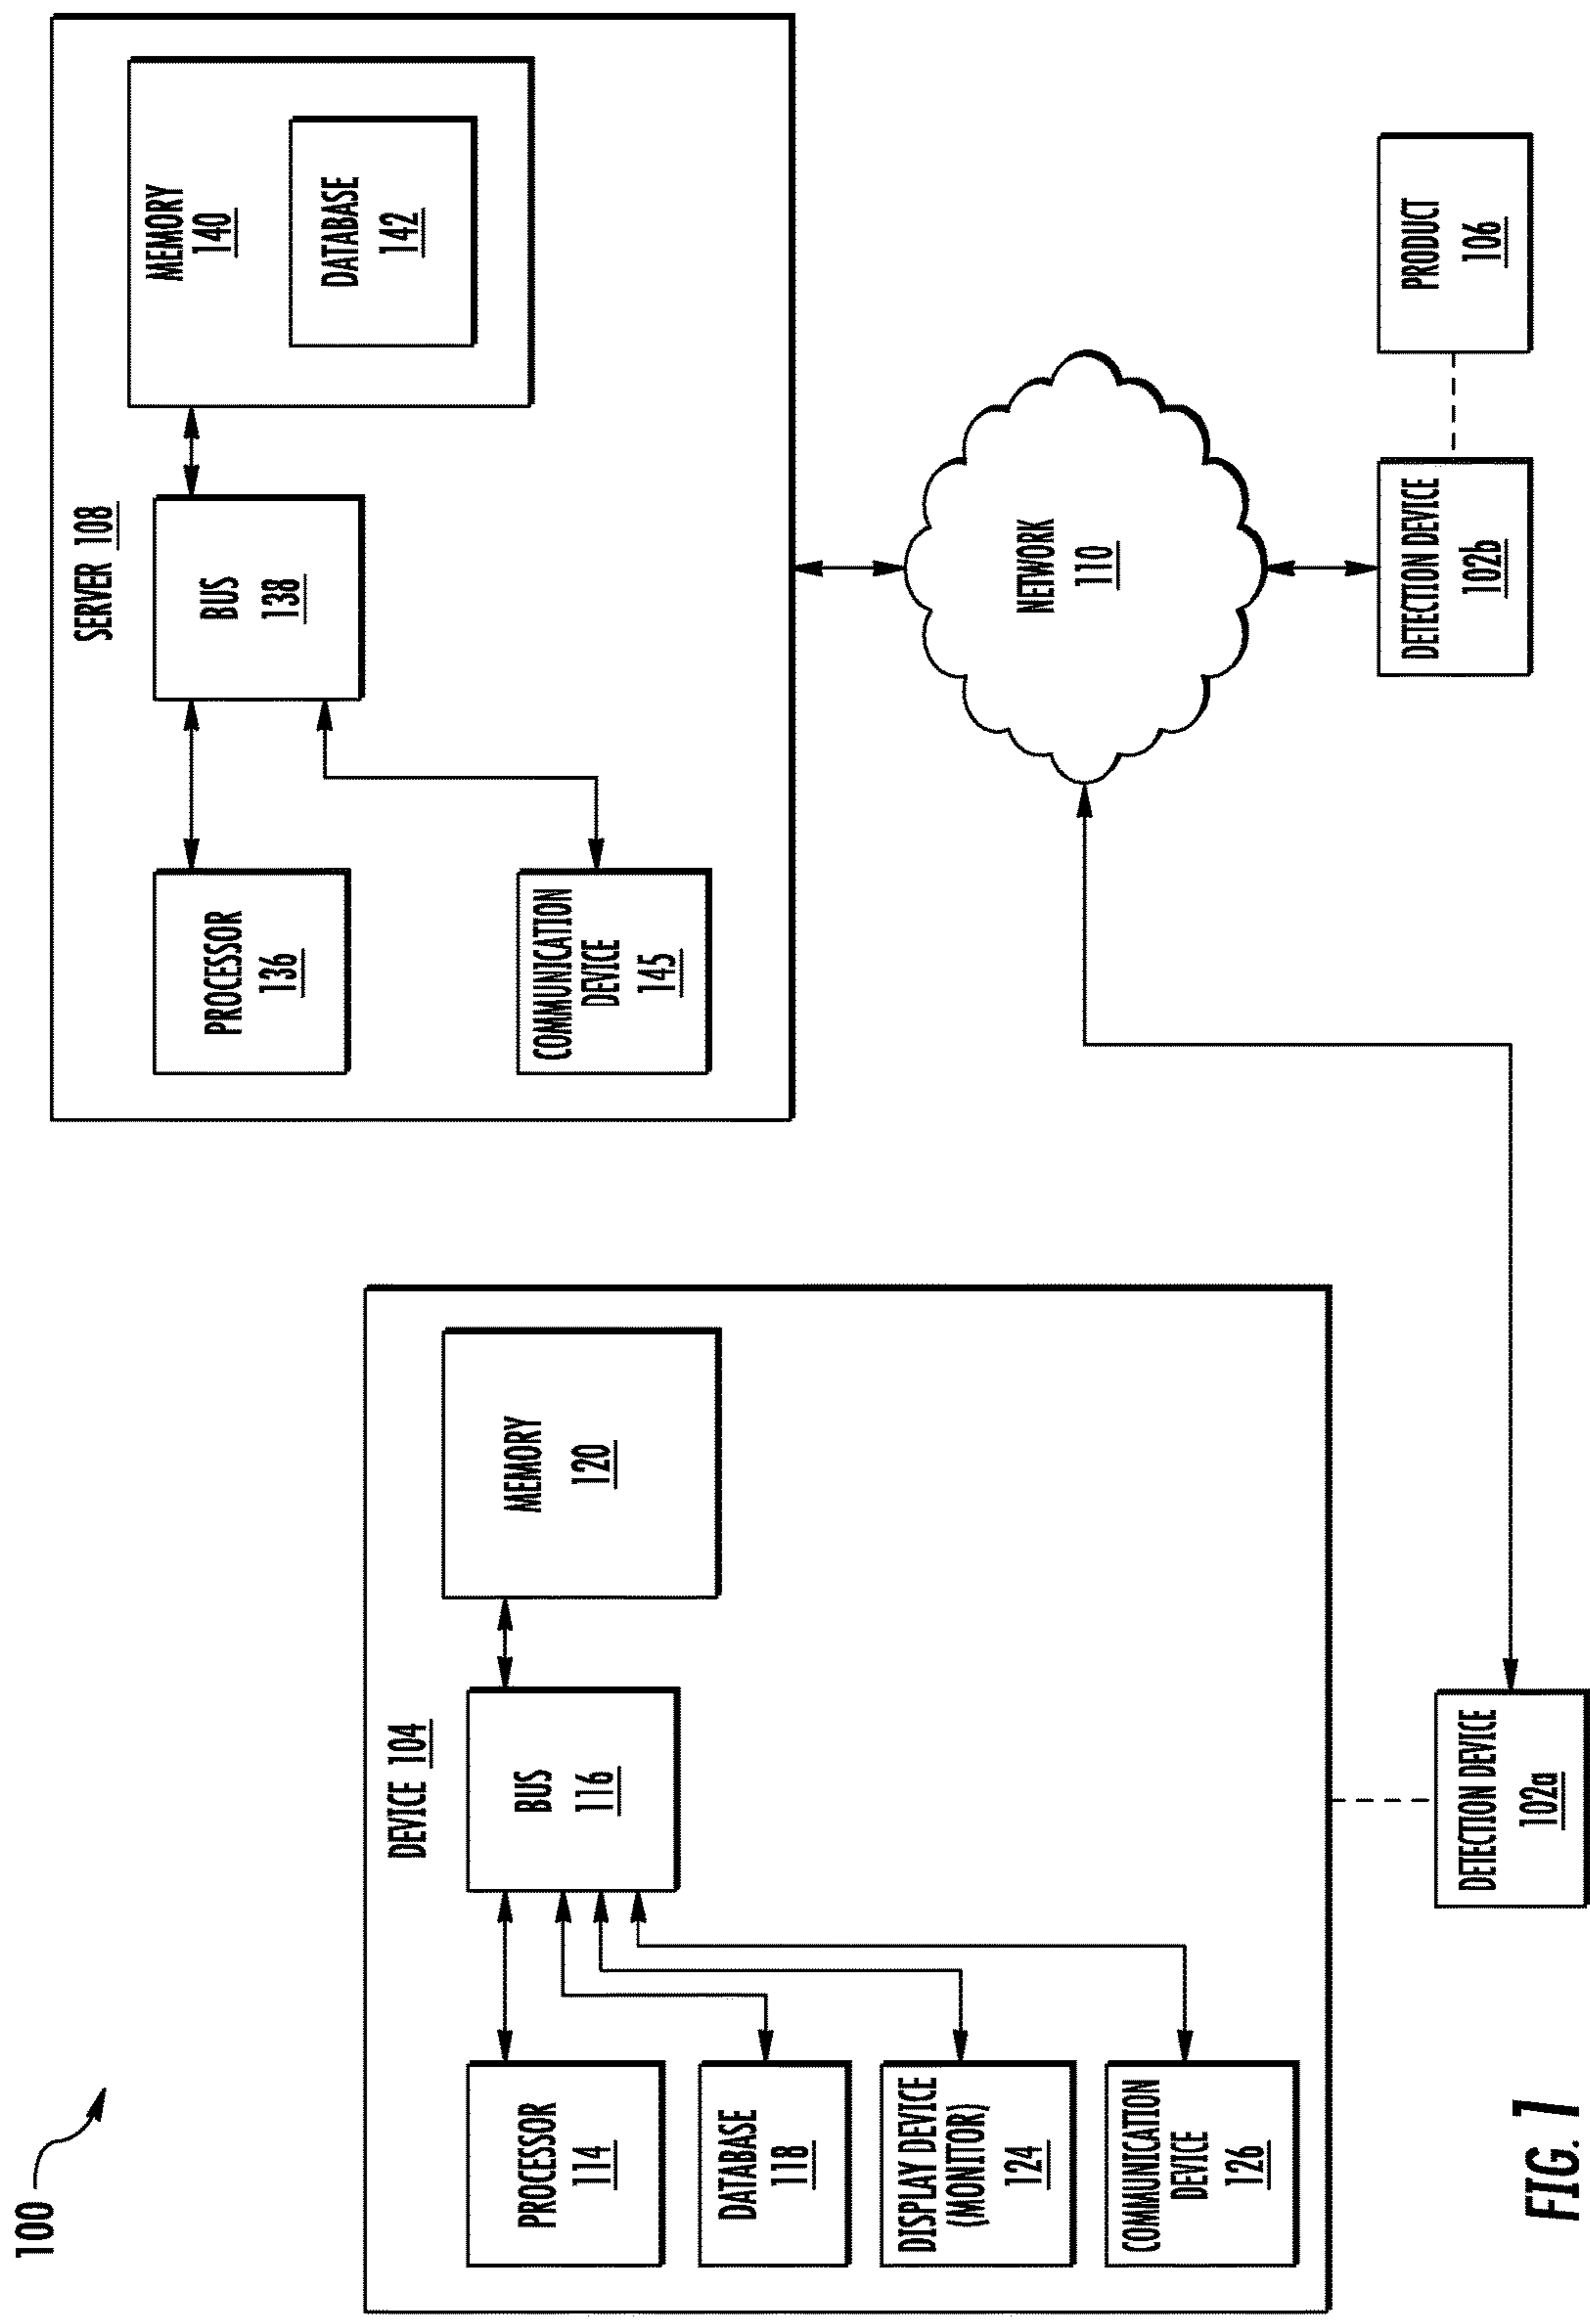 100
SERVER 108
PROCESSOR
136
BUS
138
MEMORY
140
DATABASE
142
COMMUNICATION
DEVICE
145
DEVICE 104
PROCESSOR
114
BUS
116
MEMORY
120
DATABASE
118
DISPLAY DEVICE
(MONITOR)
124
COMMUNICATION
DEVICE
126
NETWORK
110
DETECTION DEVICE
102a
DETECTION DEVICE
102b
PRODUCT
106
FIG. 1